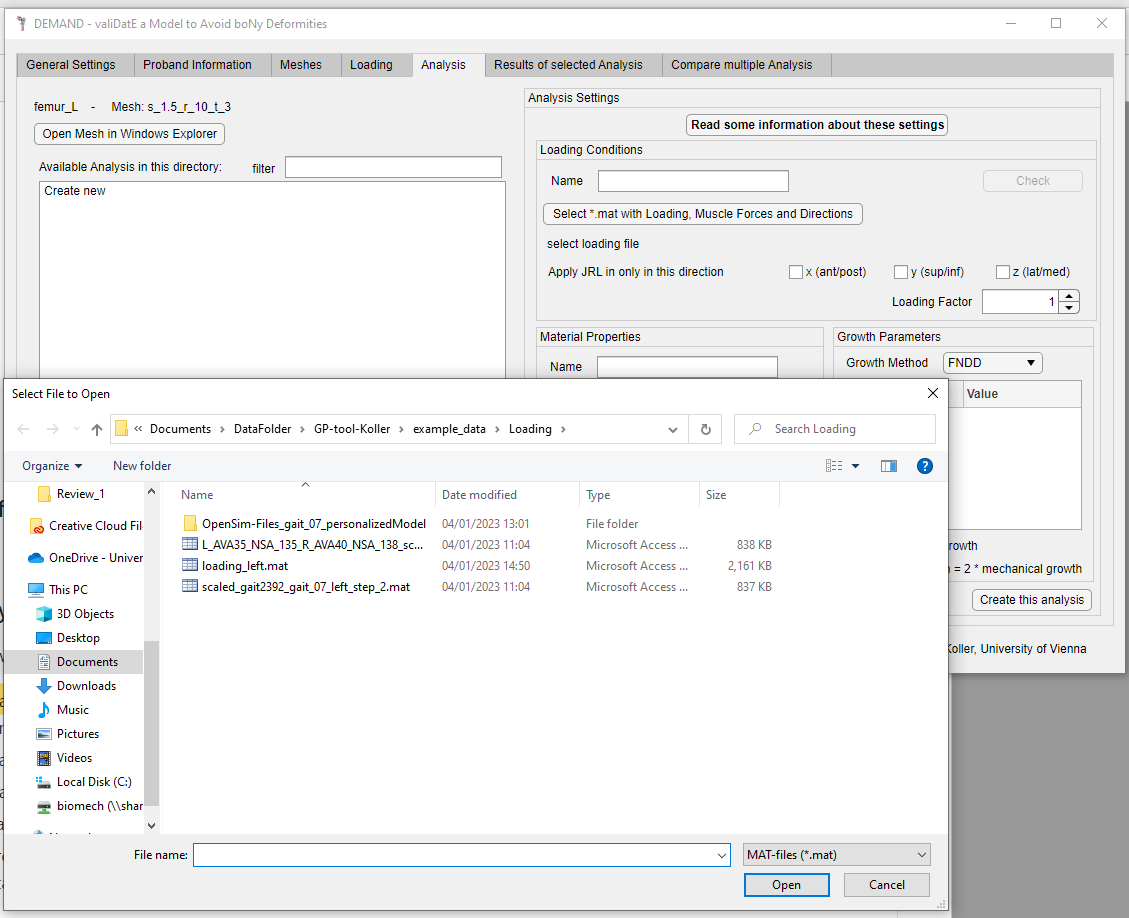 DEMAND - valiDatE a Model to Avoid boNy Deformities
General Settings Proband Information Meshes Loading Analysis Results of selected Analysis Compare multiple Analysis
femur_L - Mesh: s_1.5_r_10_t_3
Open Mesh in Windows Explorer
Available Analysis in this directory: filter
Create new
Analysis Settings
Read some information about these settings
Loading Conditions
Name Check
Select *.mat with Loading, Muscle Forces and Directions
select loading file
Apply JRL in only in this direction x (ant/post) y (sup/inf) z (lat/med)
Loading Factor 1
Material Properties
Name
Growth Parameters
Growth Method FNDD
Value
= 2 * mechanical growth
Create this analysis
Koller, University of Vienna
Select File to Open
« Documents > DataFolder > GP-tool-Koller > example_data > Loading >
Search Loading
Organize New folder
Review_1
Creative Cloud Fil
OneDrive - Univer
This PC
3D Objects
Desktop
Documents
Downloads
Music
Pictures
Videos
Local Disk (C:)
biomech (\\shar
Name Date modified Type Size
OpenSim-Files_gait_07_personalizedModel 04/01/2023 13:01 File folder
L_AVA35_NSA_135_R_AVA40_NSA_138_sc... 04/01/2023 11:04 Microsoft Access ... 838 KB
loading_left.mat 04/01/2023 14:50 Microsoft Access ... 2,161 KB
scaled_gait2392_gait_07_left_step_2.mat 04/01/2023 11:04 Microsoft Access ... 837 KB
File name: MAT-files (*.mat)
Open Cancel